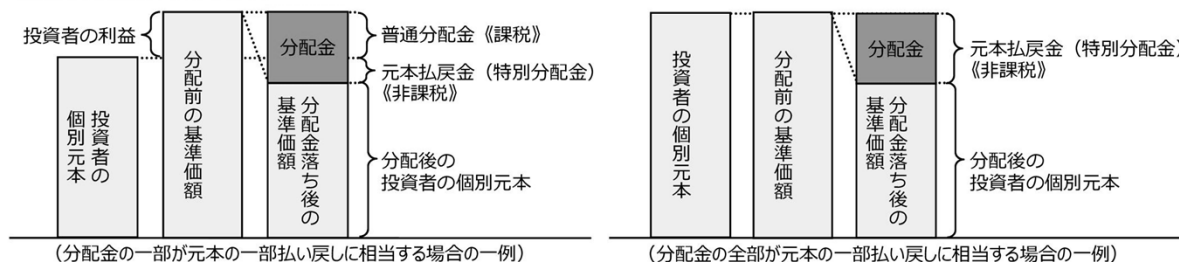 投資者の利益
投資者の
個別元本
分配前の基準価額
分配金
分配金落ち後の
基準価額
普通分配金《課税》
元本払戻金（特別分配金）
《非課税》
分配後の
投資者の個別元本
（分配金の一部が元本の一部払い戻しに相当する場合の一例）
投資者の個別元本
分配前の基準価額
分配金
分配金落ち後の
基準価額
元本払戻金（特別分配金）
《非課税》
分配後の
投資者の個別元本
（分配金の全部が元本の一部払い戻しに相当する場合の一例）